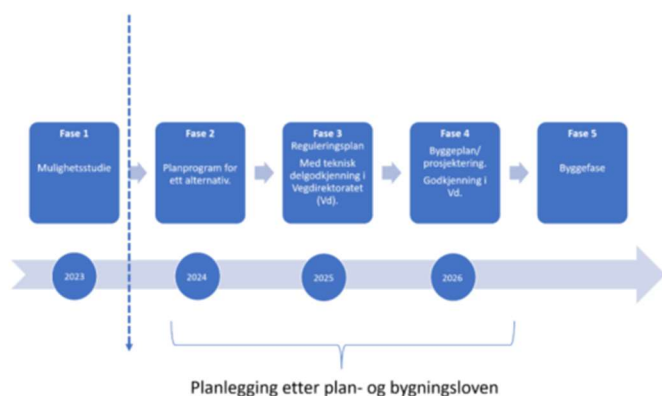 Fase 1
Mulighetsstudie
Fase 2
Planprogram for
ett alternativ.
Fase 3
Reguleringsplan
Med teknisk
delgodkjenning i
Vegdirektoratet
(Vd).
Fase 4
Byggeplan/
prosjektering.
Godkjenning i
Vd.
Fase 5
Byggefase
2023
2024
2025
2026
Planlegging etter plan- og bygningsloven